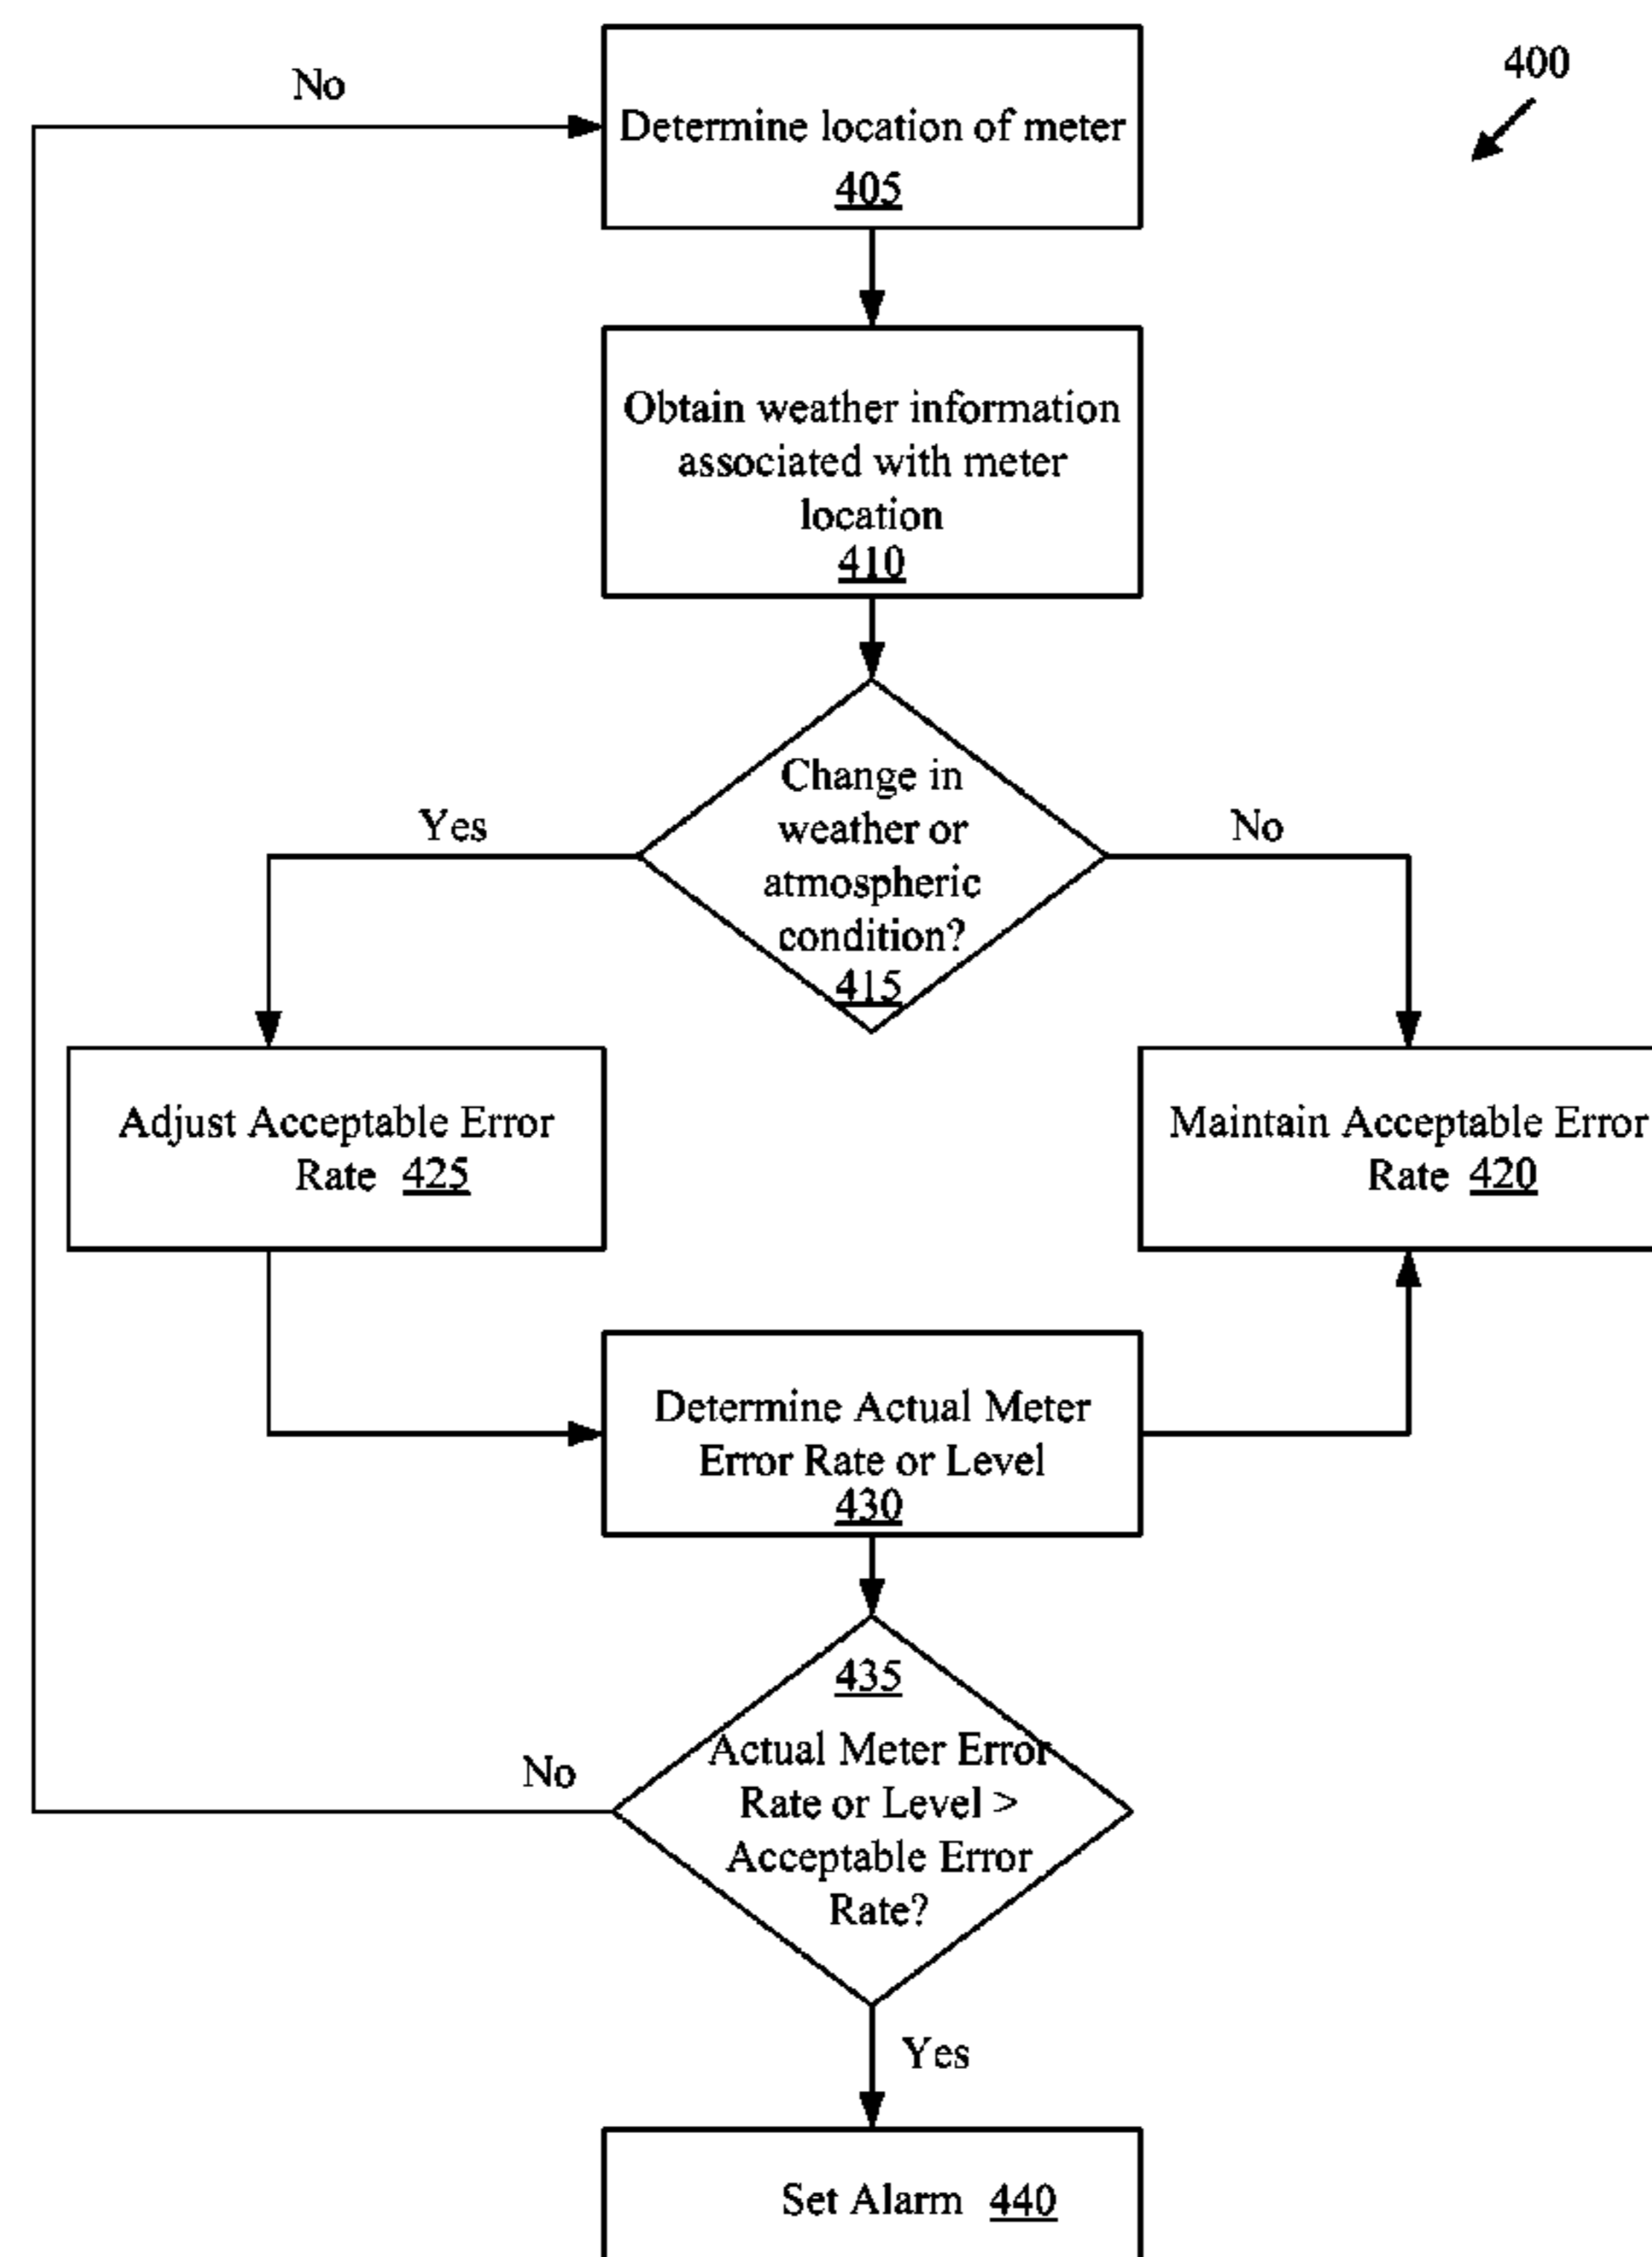 No
400
Determine location of meter
405
Obtain weather information
associated with meter
location
410
Change in
weather or
atmospheric
condition?
415
Yes
No
Adjust Acceptable Error
Rate 425
Maintain Acceptable Error
Rate 420
Determine Actual Meter
Error Rate or Level
430
435
Actual Meter Error
Rate or Level >
Acceptable Error
Rate?
No
Yes
Set Alarm 440